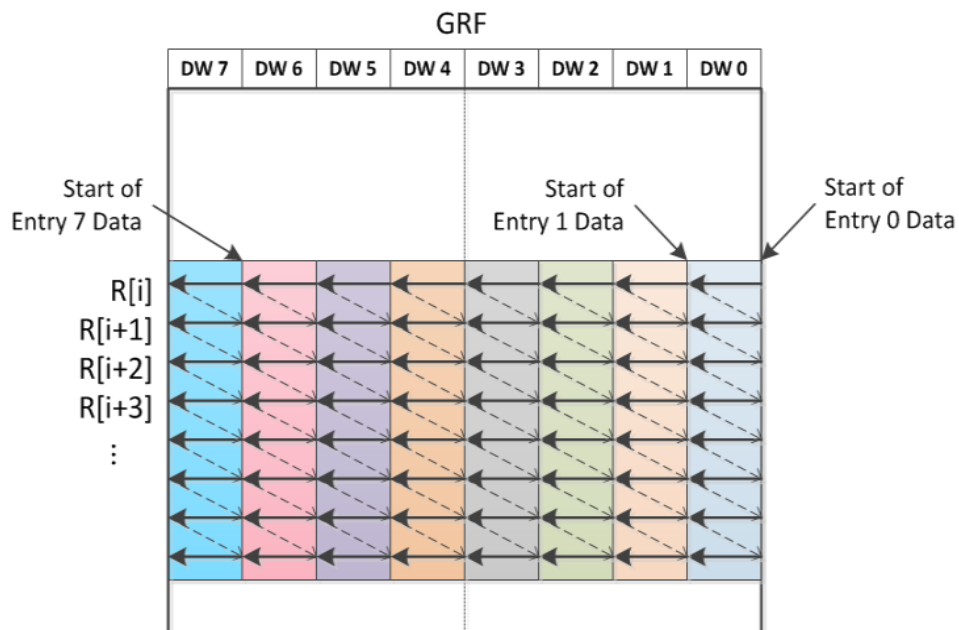 GRF
DW 7 DW 6 DW 5 DW 4 DW 3 DW 2 DW 1 DW 0
Start of
Entry 7 Data
Start of
Entry 1 Data
Start of
Entry 0 Data
R[i]
R[i+1]
R[i+2]
R[i+3]
⋮